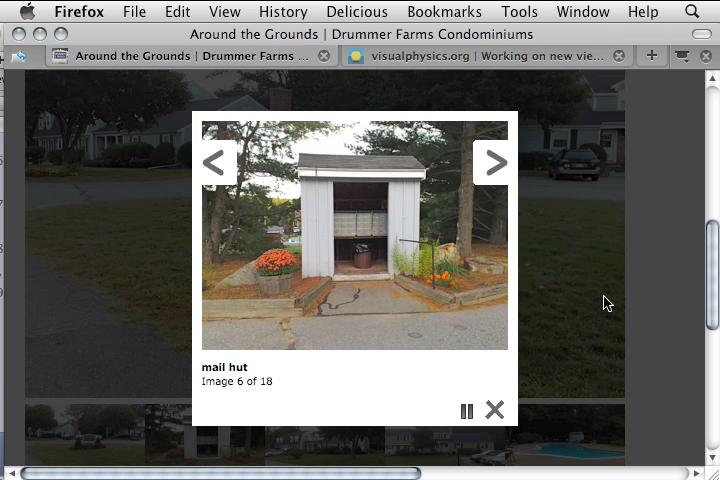 Firefox File Edit View History Delicious Bookmarks Tools Window Help
Around the Grounds | Drummer Farms Condominiums
Around the Grounds | Drummer Farms ... visualphysics.org | Working on new vie...
mail hut
Image 6 of 18